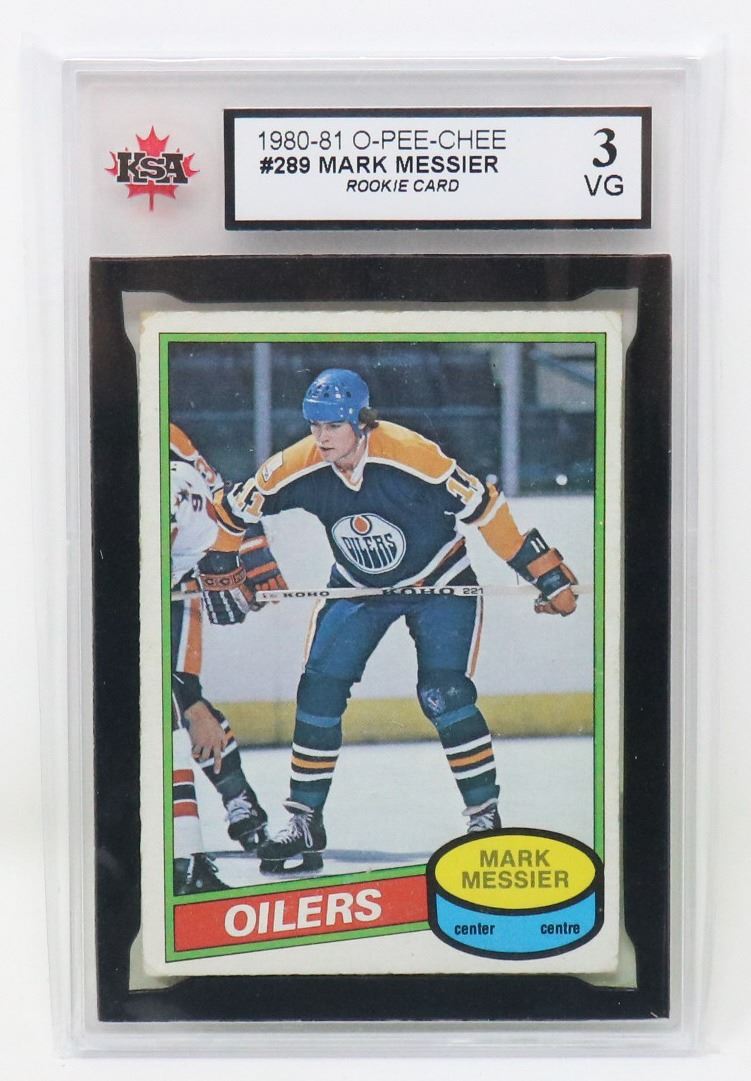 KSA
1980-81 O-PEE-CHEE
#289 MARK MESSIER
ROOKIE CARD
3
VG
11
11
OILERS
11
KOHO
KOHO 221
MARK
MESSIER
OILERS
center centre